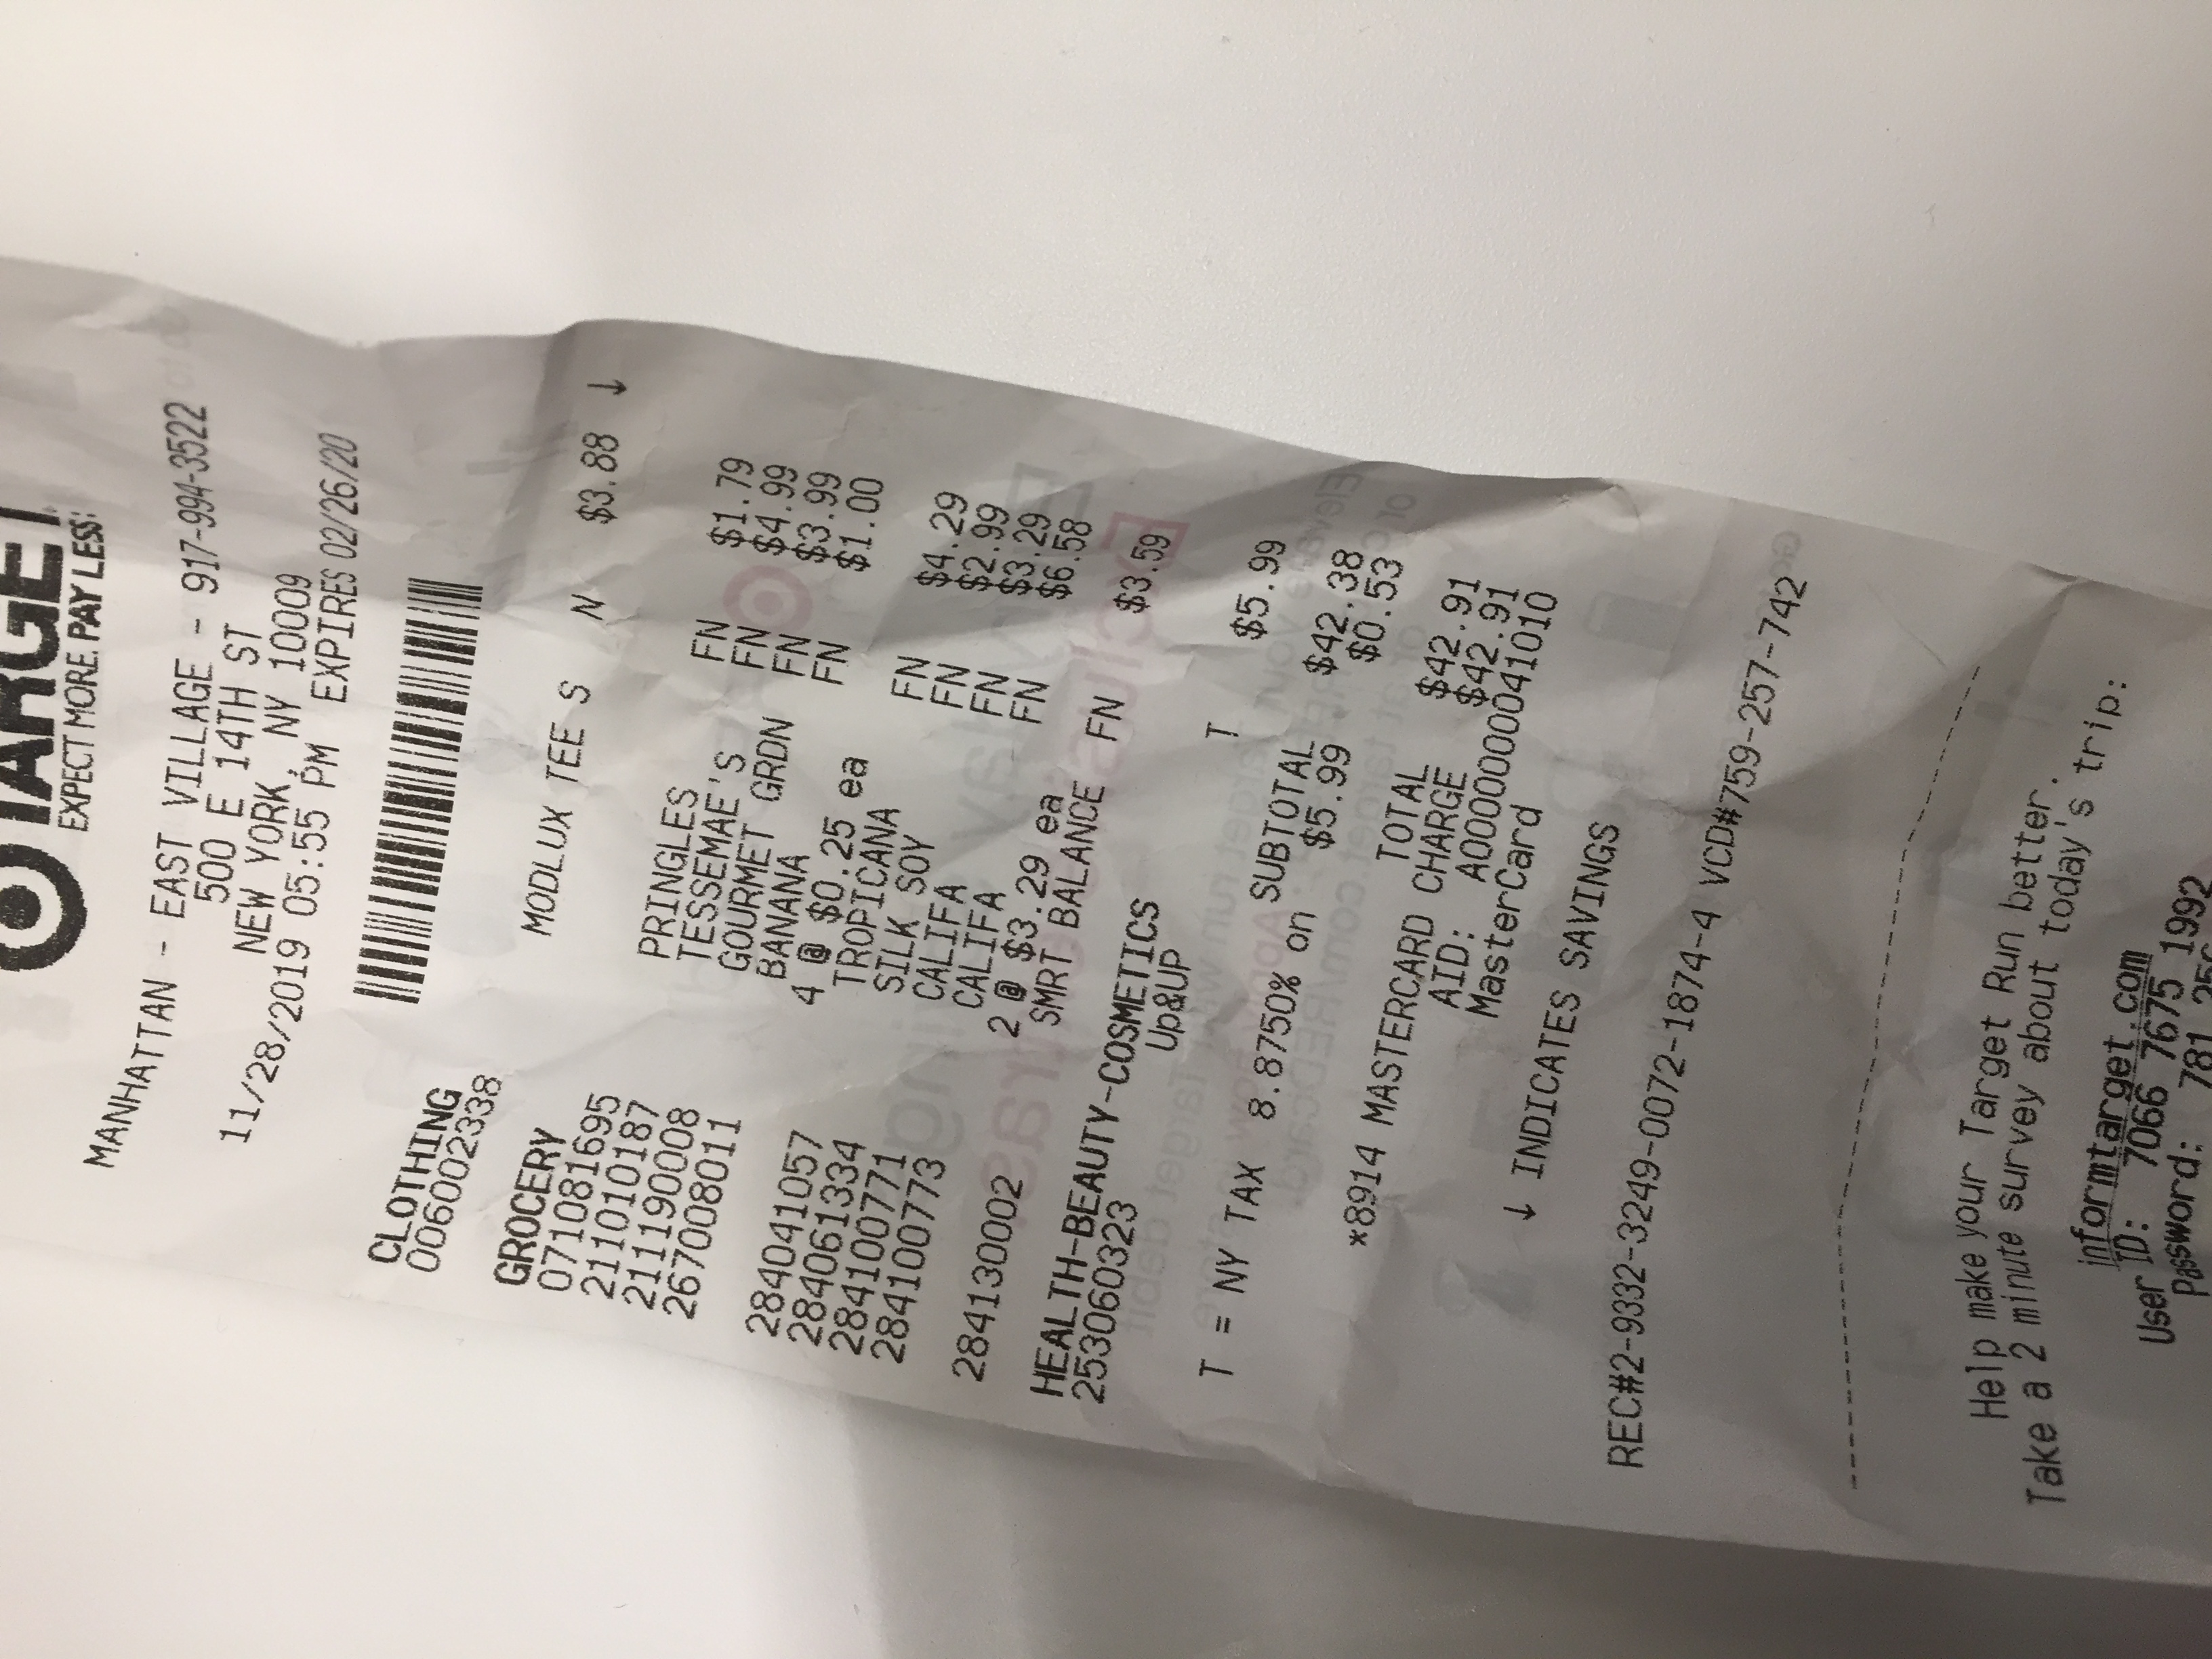 TARGET
EXPECT MORE. PAY LESS.
MANHATTAN - EAST VILLAGE - 917-994-3522
500 E 14TH ST
NEW YORK, NY 10009
11/28/2019 05:55 PM EXPIRES 02/26/20
CLOTHING
006002338 MODLUX TEE S N $3.88 ↓
GROCERY
071081695 PRINGLES FN $1.79
211010187 TESSEMAE'S FN $4.99
211190008 GOURMET GRDN FN $3.99
267008011 BANANA FN $1.00
4 @ $0.25 ea
284041057 TROPICANA FN $4.29
284061334 SILK SOY FN $2.99
284100771 CALIFA FN $3.29
284100773 CALIFA FN $6.58
2 @ $3.29 ea
284130002 SMRT BALANCE FN $3.59
HEALTH-BEAUTY-COSMETICS
253060323 Up&UP T $5.99
SUBTOTAL $42.38
T = NY TAX 8.8750% on $5.99 $0.53
TOTAL $42.91
*8914 MASTERCARD CHARGE $42.91
AID: A0000000041010
MasterCard
↓ INDICATES SAVINGS
REC#2-9332-3249-0072-1874-4 VCD#759-257-742
Help make your Target Run better.
Take a 2 minute survey about today's trip:
informtarget.com
User ID: 7066 7675 1992
Password: 781